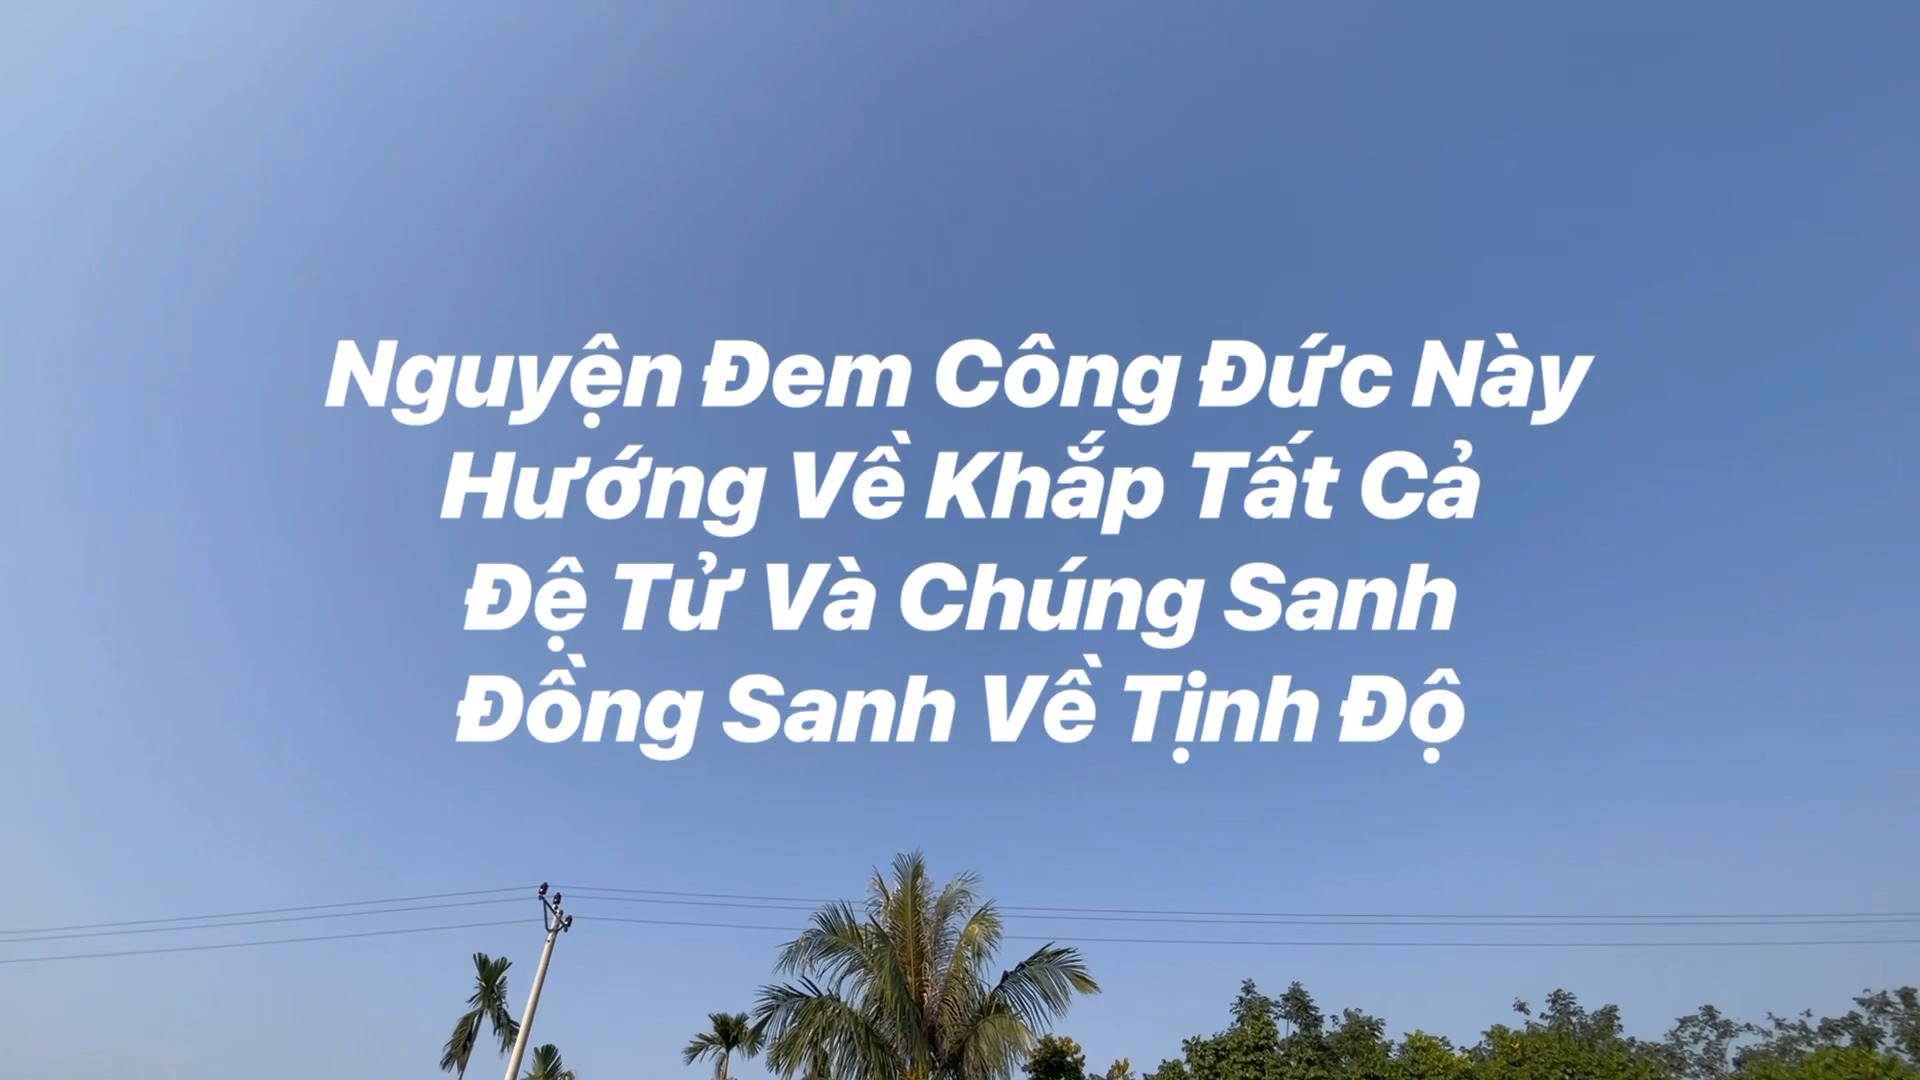 Nguyện Đem Công Đức Này
Hướng Về Khắp Tất Cả
Đệ Tử Và Chúng Sanh
Đồng Sanh Về Tịnh Độ